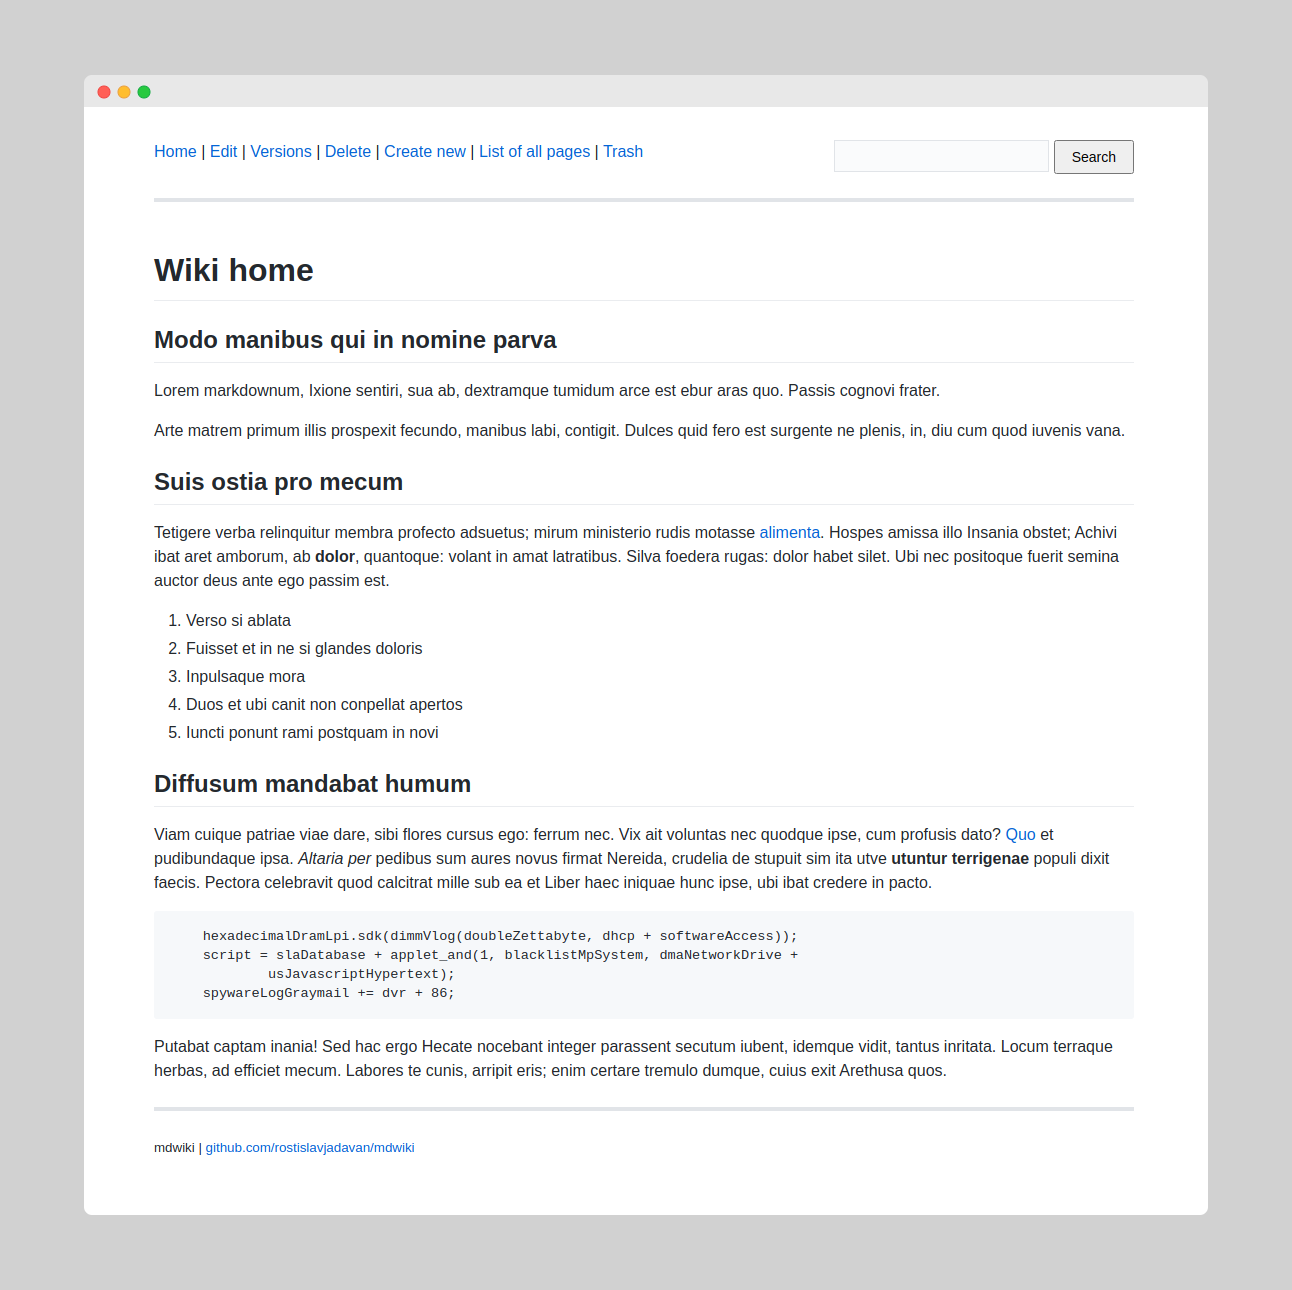 Home | Edit | Versions | Delete | Create new | List of all pages | Trash
Search
Wiki home
Modo manibus qui in nomine parva
Lorem markdownum, Ixione sentiri, sua ab, dextramque tumidum arce est ebur aras quo. Passis cognovi frater.
Arte matrem primum illis prospexit fecundo, manibus labi, contigit. Dulces quid fero est surgente ne plenis, in, diu cum quod iuvenis vana.
Suis ostia pro mecum
Tetigere verba relinquitur membra profecto adsuetus; mirum ministerio rudis motasse alimenta. Hospes amissa illo Insania obstet; Achivi
ibat aret amborum, ab dolor, quantoque: volant in amat latratibus. Silva foedera rugas: dolor habet silet. Ubi nec positoque fuerit semina
auctor deus ante ego passim est.
1. Verso si ablata
2. Fuisset et in ne si glandes doloris
3. Inpulsaque mora
4. Duos et ubi canit non conpellat apertos
5. Iuncti ponunt rami postquam in novi
Diffusum mandabat humum
Viam cuique patriae viae dare, sibi flores cursus ego: ferrum nec. Vix ait voluntas nec quodque ipse, cum profusis dato? Quo et
pudibundaque ipsa. Altaria per pedibus sum aures novus firmat Nereida, crudelia de stupuit sim ita utve utuntur terrigenae populi dixit
faecis. Pectora celebravit quod calcitrat mille sub ea et Liber haec iniquae hunc ipse, ubi ibat credere in pacto.
hexadecimalDramLpi.sdk(dimmVlog(doubleZettabyte, dhcp + softwareAccess));
script = slaDatabase + applet_and(1, blacklistMpSystem, dmaNetworkDrive +
usJavascriptHypertext);
spywareLogGraymail += dvr + 86;
Putabat captam inania! Sed hac ergo Hecate nocebant integer parassent secutum iubent, idemque vidit, tantus inritata. Locum terraque
herbas, ad efficiet mecum. Labores te cunis, arripit eris; enim certare tremulo dumque, cuius exit Arethusa quos.
mdwiki | github.com/rostislavjadavan/mdwiki